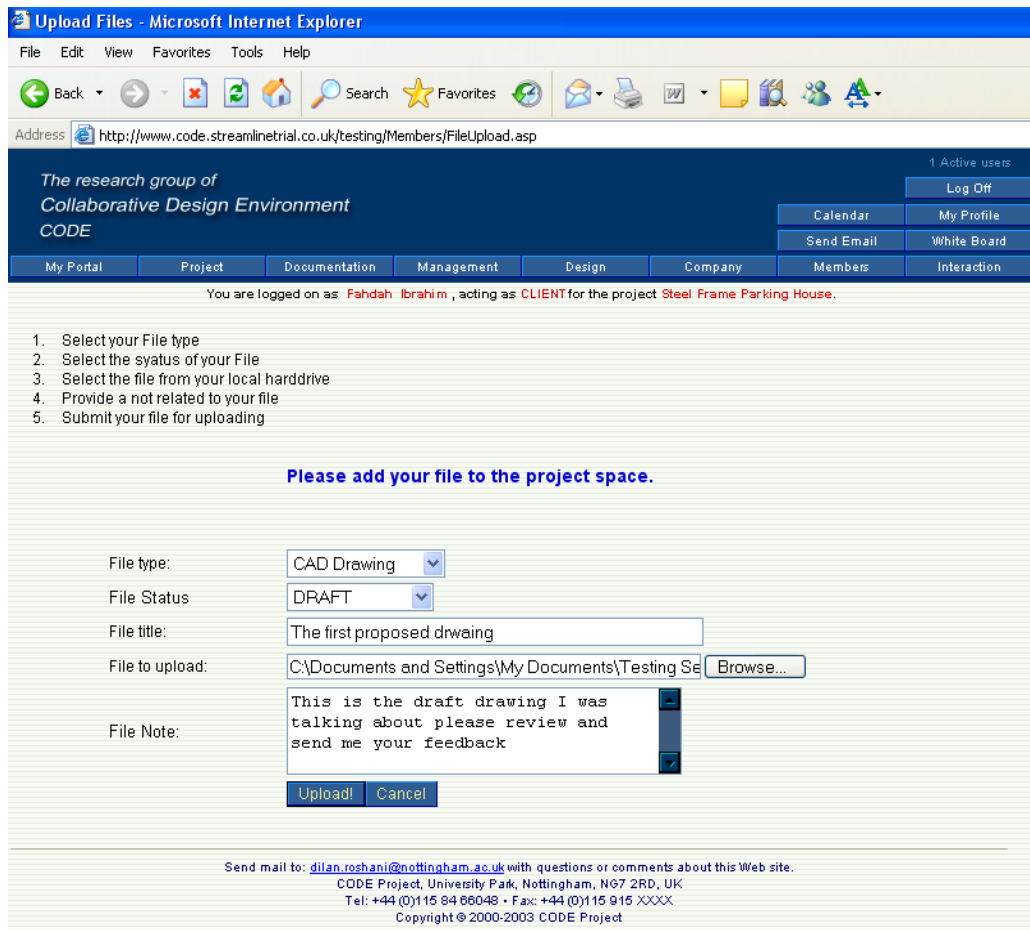 Upload Files - Microsoft Internet Explorer
File Edit View Favorites Tools Help
Back Search Favorites
Address http://www.code.streamlinetrial.co.uk/testing/Members/FileUpload.asp
1 Active users
The research group of
Collaborative Design Environment
CODE
Log Off
Calendar My Profile
Send Email White Board
My Portal Project Documentation Management Design Company Members Interaction
You are logged on as Fahdah Ibrahim , acting as CLIENT for the project Steel Frame Parking House.
1. Select your File type
2. Select the syatus of your File
3. Select the file from your local harddrive
4. Provide a not related to your file
5. Submit your file for uploading
Please add your file to the project space.
File type: CAD Drawing
File Status DRAFT
File title: The first proposed drwaing
File to upload: C:\Documents and Settings\My Documents\Testing Se Browse...
File Note: This is the draft drawing I was
talking about please review and
send me your feedback
Upload! Cancel
Send mail to: dilan.roshani@nottingham.ac.uk with questions or comments about this Web site.
CODE Project, University Park, Nottingham, NG7 2RD, UK
Tel: +44 (0)115 84 66048 • Fax: +44 (0)115 915 XXXX
Copyright © 2000-2003 CODE Project